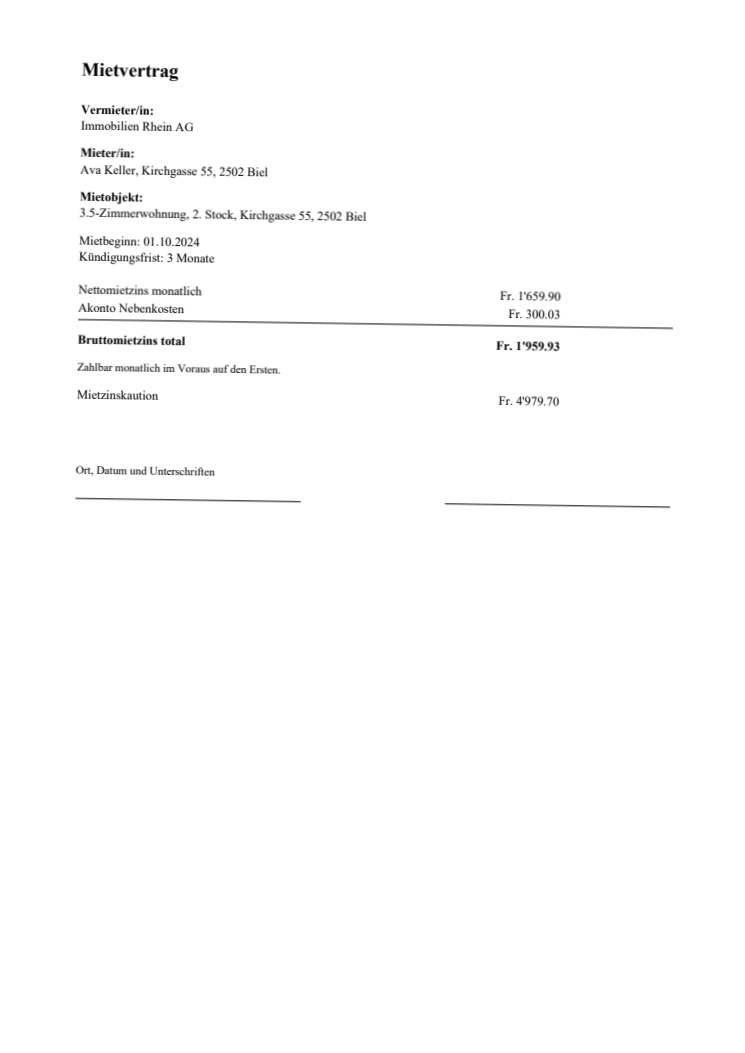 Mietvertrag
Vermieter/in:
Immobilien Rhein AG
Mieter/in:
Ava Keller, Kirchgasse 55, 2502 Biel
Mietobjekt:
3.5-Zimmerwohnung, 2. Stock, Kirchgasse 55, 2502 Biel
Mietbeginn: 01.10.2024
Kündigungsfrist: 3 Monate
Nettomietzins monatlich Fr. 1'659.90
Akonto Nebenkosten Fr. 300.03
Bruttomietzins total Fr. 1'959.93
Zahlbar monatlich im Voraus auf den Ersten.
Mietzinskaution Fr. 4'979.70
Ort, Datum und Unterschriften